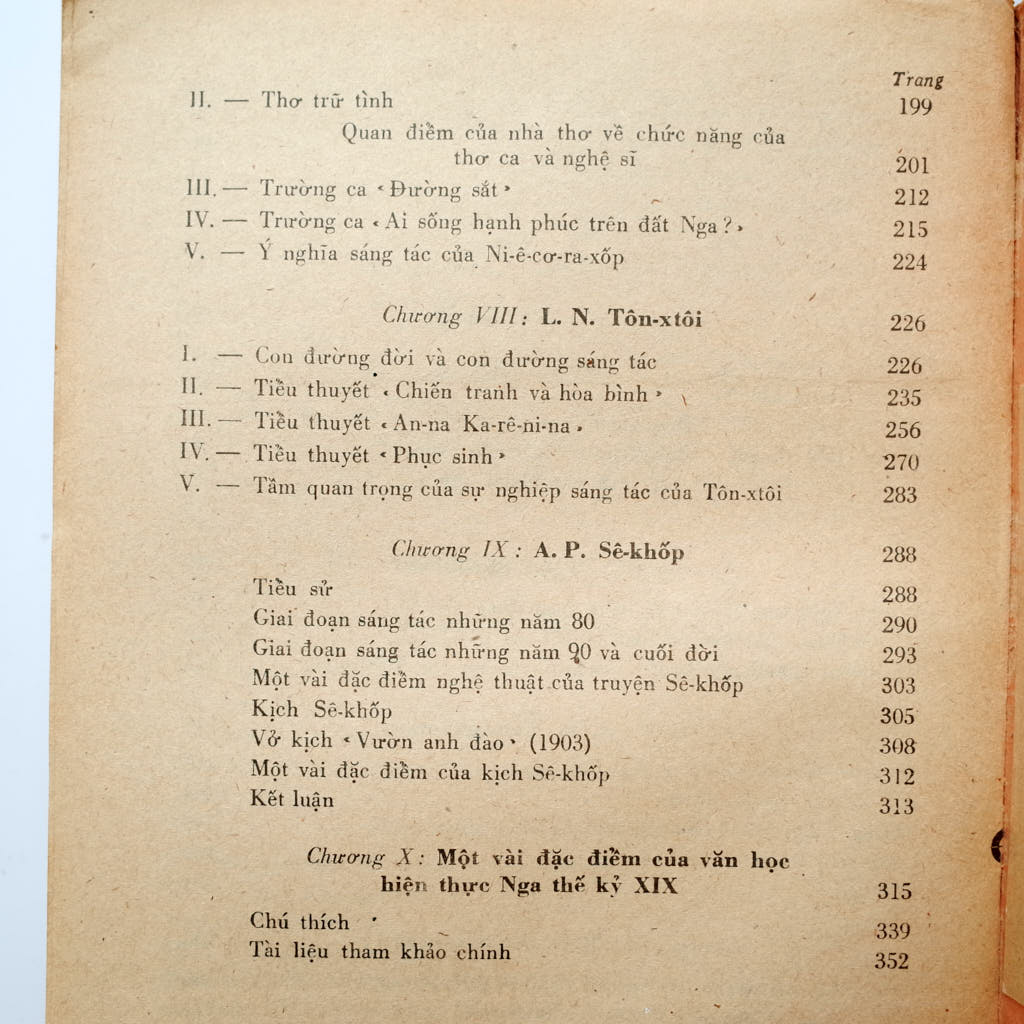 Trang
II. — Thơ trữ tình 199
Quan điểm của nhà thơ về chức năng của
thơ ca và nghệ sĩ 201
III. — Trường ca «Đường sắt» 212
IV. — Trường ca «Ai sống hạnh phúc trên đất Nga?» 215
V. — Ý nghĩa sáng tác của Ni-ê-cơ-ra-xốp 224
Chương VIII: L. N. Tôn-xtôi 226
I. — Con đường đời và con đường sáng tác 226
II. — Tiểu thuyết «Chiến tranh và hòa bình» 235
III. — Tiểu thuyết «An-na Ka-rê-ni-na» 256
IV. — Tiểu thuyết «Phục sinh» 270
V. — Tầm quan trọng của sự nghiệp sáng tác của Tôn-xtôi 283
Chương IX: A. P. Sê-khốp 288
Tiểu sử 288
Giai đoạn sáng tác những năm 80 290
Giai đoạn sáng tác những năm 90 và cuối đời 293
Một vài đặc điểm nghệ thuật của truyện Sê-khốp 303
Kịch Sê-khốp 305
Vở kịch «Vườn anh đào» (1903) 308
Một vài đặc điểm của kịch Sê-khốp 312
Kết luận 313
Chương X: Một vài đặc điểm của văn học
hiện thực Nga thế kỷ XIX 315
Chú thích 339
Tài liệu tham khảo chính 352